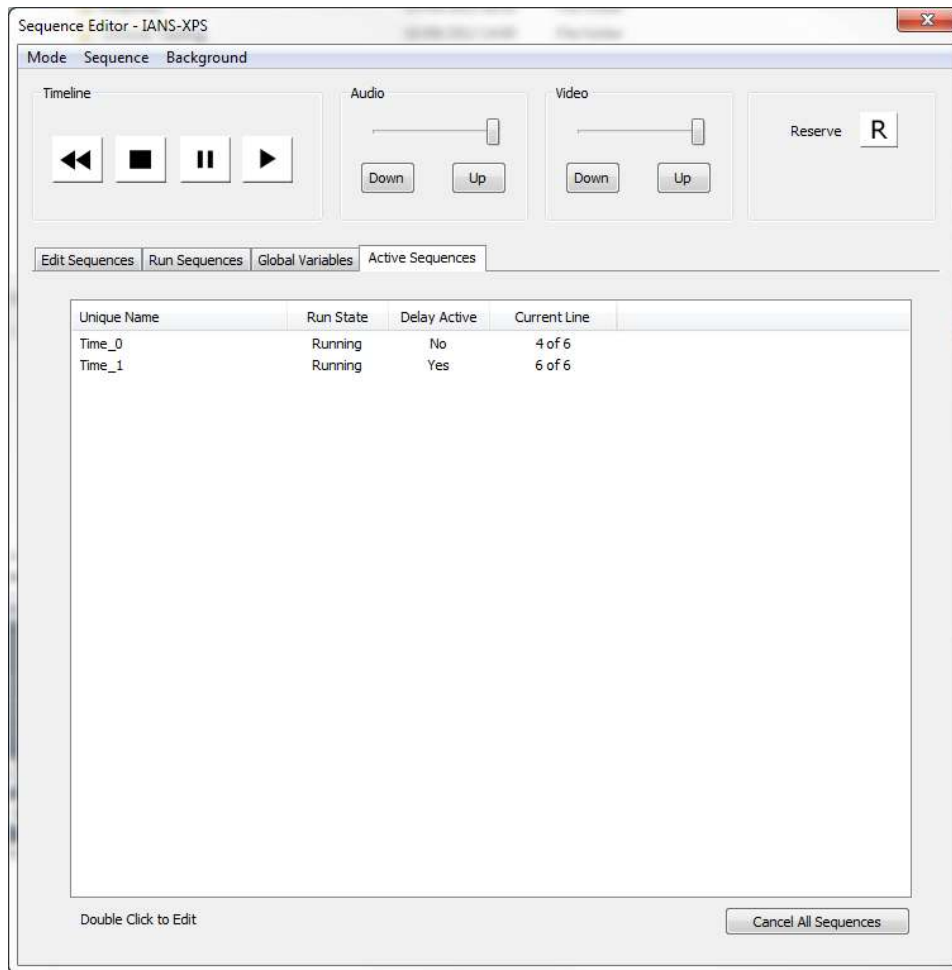 Sequence Editor - IANS-XPS
Mode Sequence Background
Timeline
Audio
Down Up
Video
Down Up
Reserve R
Edit Sequences Run Sequences Global Variables Active Sequences
Unique Name Run State Delay Active Current Line
Time_0 Running No 4 of 6
Time_1 Running Yes 6 of 6
Double Click to Edit
Cancel All Sequences